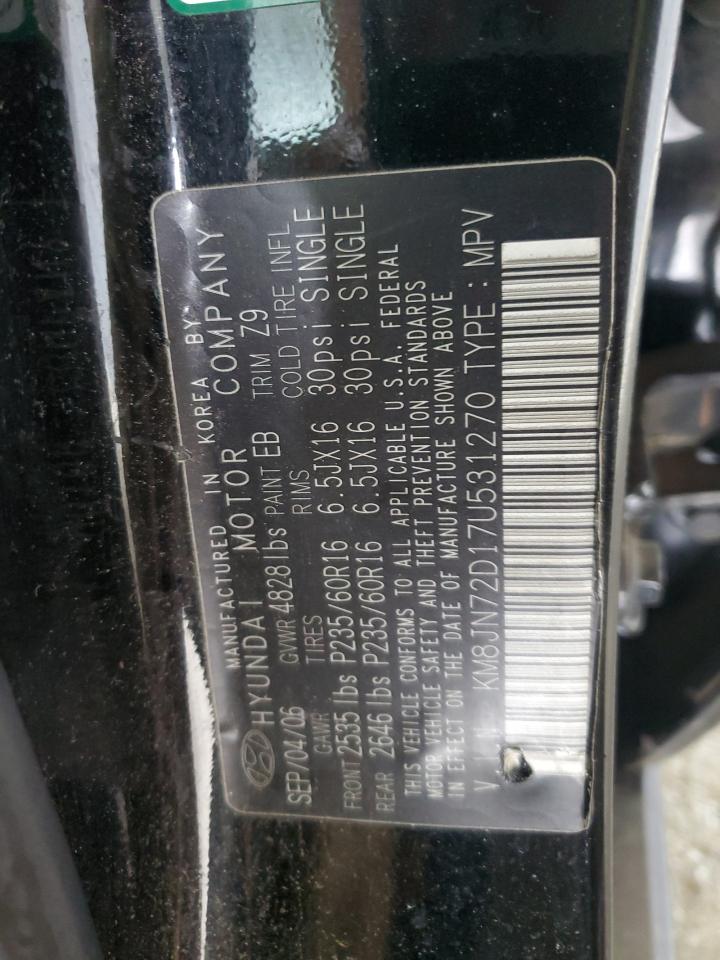 MANUFACTURED IN KOREA BY:
HYUNDAI MOTOR COMPANY
SEP/04/06 GVWR 4828 lbs PAINT EB TRIM Z9
GAWR TIRES RIMS COLD TIRE INFL
FRONT 2535 lbs P235/60R16 6.5JX16 30psi SINGLE
REAR 2646 lbs P235/60R16 6.5JX16 30psi SINGLE
THIS VEHICLE CONFORMS TO ALL APPLICABLE U.S.A. FEDERAL
MOTOR VEHICLE SAFETY AND THEFT PREVENTION STANDARDS
IN EFFECT ON THE DATE OF MANUFACTURE SHOWN ABOVE
KM8JN72D17U531270 TYPE : MPV